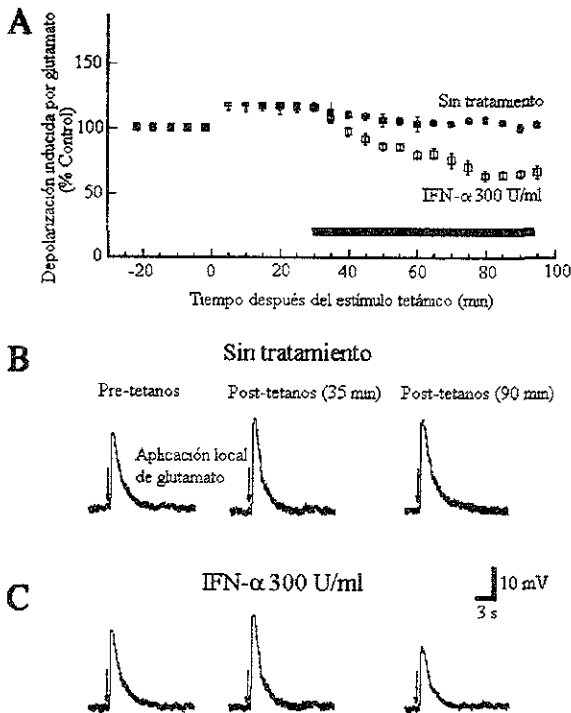 A
Depolarización inducida por glutamato
(% Control)
150
100
50
0
Sin tratamiento
IFN-α 300 U/ml
-20 0 20 40 60 80 100
Tiempo después del estímulo tetánico (min)
B
Sin tratamiento
Pre-tetanos Post-tetanos (35 min) Post-tetanos (90 min)
Aplicación local
de glutamato
C
IFN-α 300 U/ml
10 mV
3 s